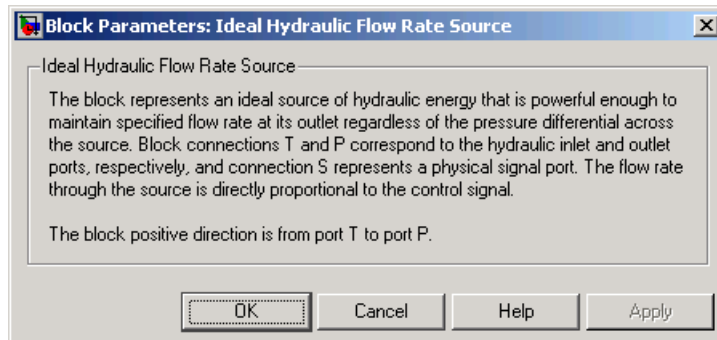 Block Parameters: Ideal Hydraulic Flow Rate Source
Ideal Hydraulic Flow Rate Source
The block represents an ideal source of hydraulic energy that is powerful enough to
maintain specified flow rate at its outlet regardless of the pressure differential across
the source. Block connections T and P correspond to the hydraulic inlet and outlet
ports, respectively, and connection S represents a physical signal port. The flow rate
through the source is directly proportional to the control signal.
The block positive direction is from port T to port P.
OK Cancel Help Apply